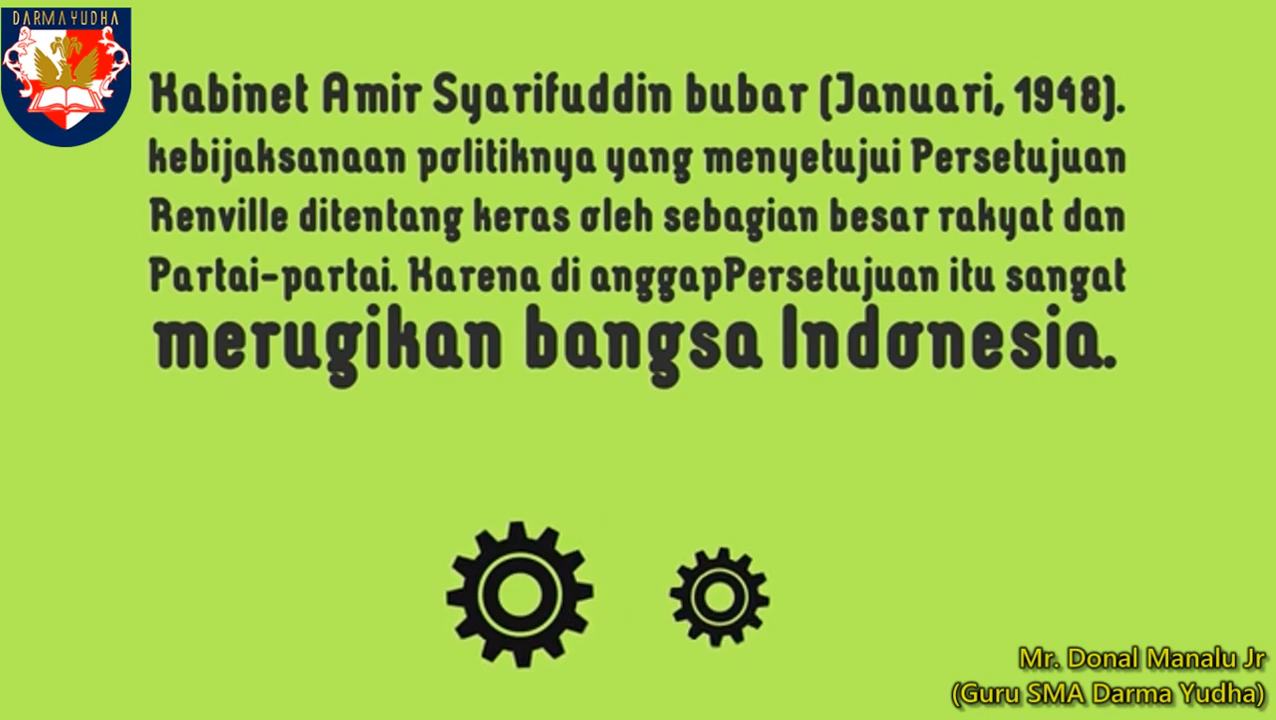 DARMA YUDHA
Kabinet Amir Syarifuddin bubar (Januari, 1948).
kebijaksanaan politiknya yang menyetujui Persetujuan
Renville ditentang keras oleh sebagian besar rakyat dan
Partai-partai. Karena di anggapPersetujuan itu sangat
merugikan bangsa Indonesia.
Mr. Donal Manalu Jr
(Guru SMA Darma Yudha)